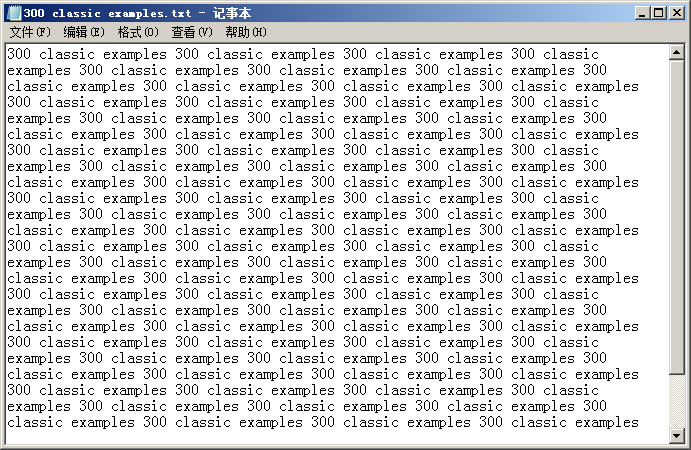 300 classic examples.txt - 记事本
文件(F) 编辑(E) 格式(O) 查看(V) 帮助(H)
300 classic examples 300 classic examples 300 classic examples 300 classic
examples 300 classic examples 300 classic examples 300 classic examples 300
classic examples 300 classic examples 300 classic examples 300 classic examples
300 classic examples 300 classic examples 300 classic examples 300 classic
examples 300 classic examples 300 classic examples 300 classic examples 300
classic examples 300 classic examples 300 classic examples 300 classic examples
300 classic examples 300 classic examples 300 classic examples 300 classic
examples 300 classic examples 300 classic examples 300 classic examples 300
classic examples 300 classic examples 300 classic examples 300 classic examples
300 classic examples 300 classic examples 300 classic examples 300 classic
examples 300 classic examples 300 classic examples 300 classic examples 300
classic examples 300 classic examples 300 classic examples 300 classic examples
300 classic examples 300 classic examples 300 classic examples 300 classic
examples 300 classic examples 300 classic examples 300 classic examples 300
classic examples 300 classic examples 300 classic examples 300 classic examples
300 classic examples 300 classic examples 300 classic examples 300 classic
examples 300 classic examples 300 classic examples 300 classic examples 300
classic examples 300 classic examples 300 classic examples 300 classic examples
300 classic examples 300 classic examples 300 classic examples 300 classic
examples 300 classic examples 300 classic examples 300 classic examples 300
classic examples 300 classic examples 300 classic examples 300 classic examples
300 classic examples 300 classic examples 300 classic examples 300 classic
examples 300 classic examples 300 classic examples 300 classic examples 300
classic examples 300 classic examples 300 classic examples 300 classic examples